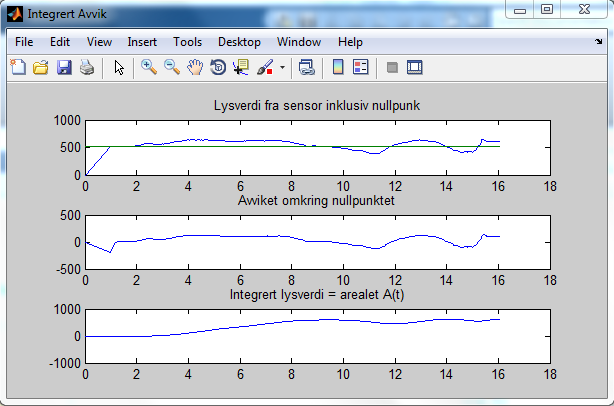 Integrert Avvik
File Edit View Insert Tools Desktop Window Help
Lysverdi fra sensor inklusiv nullpunk
1000
500
0
0 2 4 6 8 10 12 14 16 18
Avviket omkring nullpunktet
500
0
-500
0 2 4 6 8 10 12 14 16 18
Integrert lysverdi = arealet A(t)
1000
0
-1000
0 2 4 6 8 10 12 14 16 18